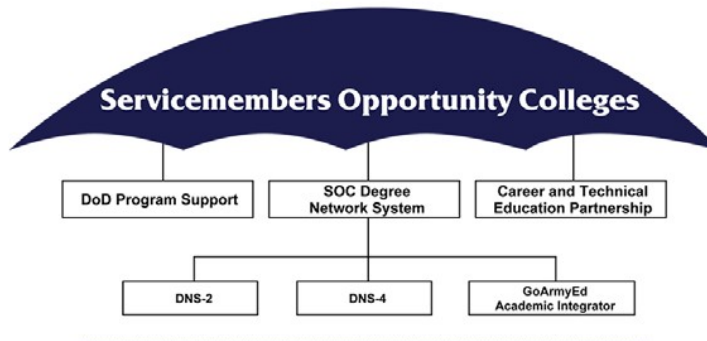 Servicemembers Opportunity Colleges
DoD Program Support
SOC Degree
Network System
Career and Technical
Education Partnership
DNS-2
DNS-4
GoArmyEd
Academic Integrator